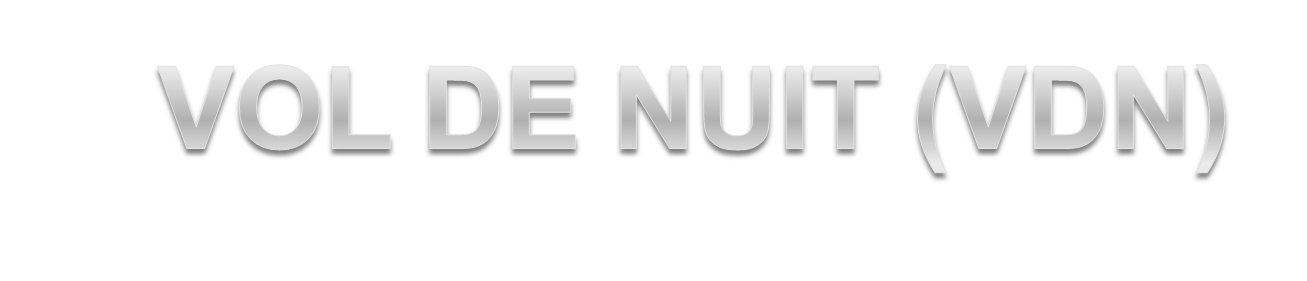 VOL DE NUIT (VDN)